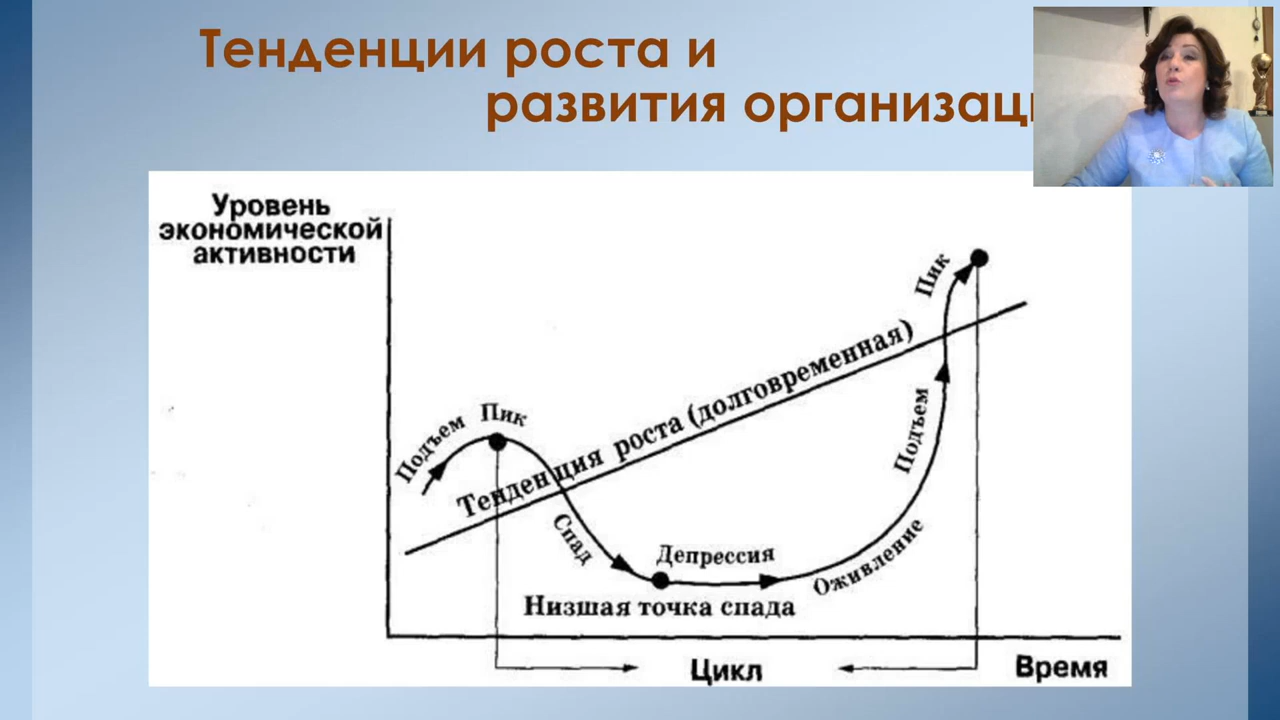 Тенденции роста и
развития организац
Уровень
экономической
активности
Подъем
Пик
Тенденция роста (долговременная)
Спад
Депрессия
Низшая точка спада
Оживление
Подъем
Пик
Цикл
Время